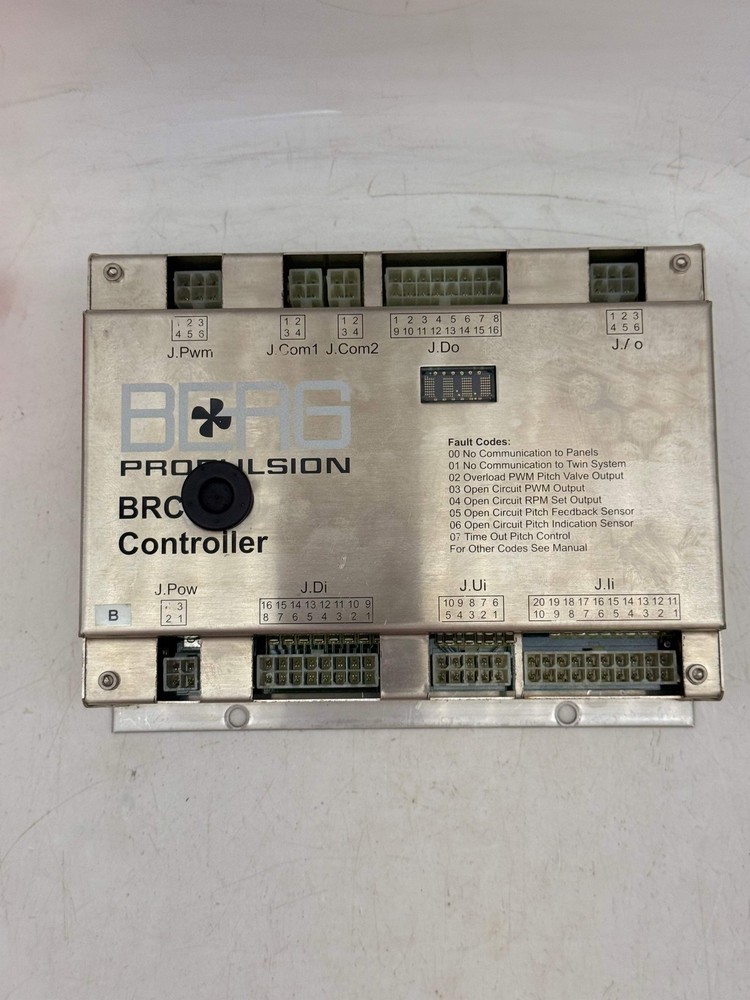 1 2 3
4 5 6
J.Pwm
1 2
3 4
J.Com1
1 2
3 4
J.Com2
1 2 3 4 5 6 7 8
9 10 11 12 13 14 15 16
J.Do
1 2 3
4 5 6
J./ o
BERG
PROPULSION
BRC
Controller
Fault Codes:
00 No Communication to Panels
01 No Communication to Twin System
02 Overload PWM Pitch Valve Output
03 Open Circuit PWM Output
04 Open Circuit RPM Set Output
05 Open Circuit Pitch Feedback Sensor
06 Open Circuit Pitch Indication Sensor
07 Time Out Pitch Control
For Other Codes See Manual
B
J.Pow
3
2 1
J.Di
16 15 14 13 12 11 10 9
8 7 6 5 4 3 2 1
J.Ui
10 9 8 7 6
5 4 3 2 1
J.Ii
20 19 18 17 16 15 14 13 12 11
10 9 8 7 6 5 4 3 2 1